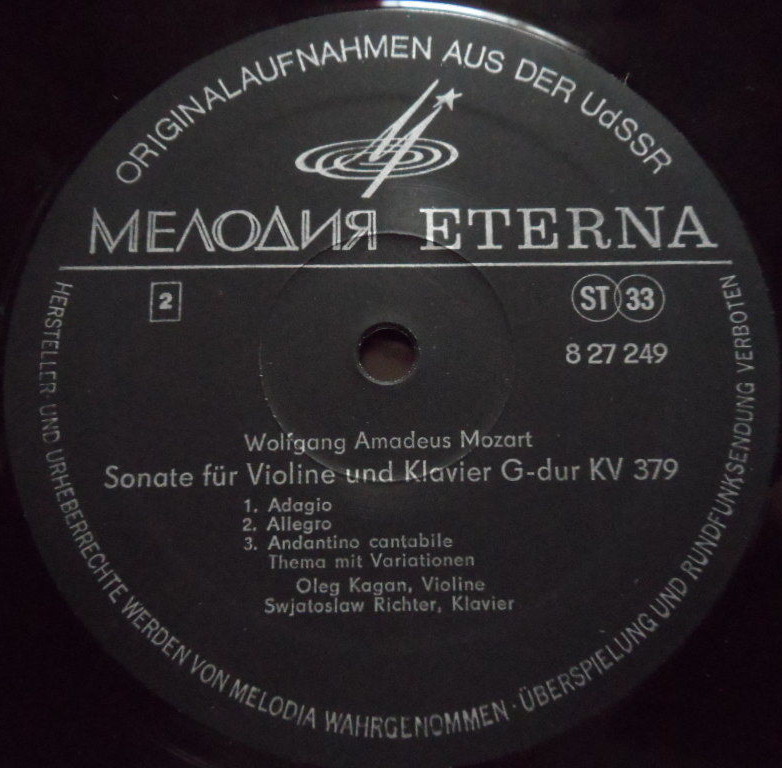 ORIGINALAUFNAHMEN AUS DER UdSSR
МЕЛОДИЯ ETERNA
2
ST 33
8 27 249
Wolfgang Amadeus Mozart
Sonate für Violine und Klavier G-dur KV 379
1. Adagio
2. Allegro
3. Andantino cantabile
Thema mit Variationen
Oleg Kagan, Violine
Swjatoslaw Richter, Klavier
HERSTELLER- UND URHEBERRECHTE WERDEN VON MELODIA WAHRGENOMMEN · ÜBERSPIELUNG UND RUNDFUNKSENDUNG VERBOTEN